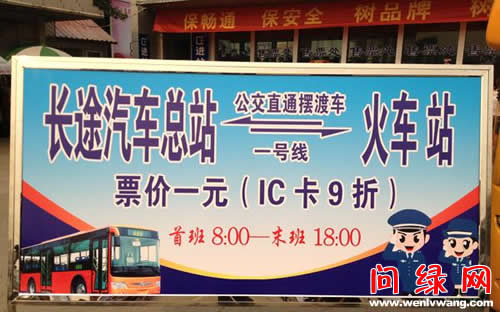 保畅通 保安全 树品牌 树
长途汽车总站
公交直通摆渡车
一号线
火车站
票价一元(IC卡9折)
首班 8:00—末班 18:00
问绿网
www.wenlvwang.com